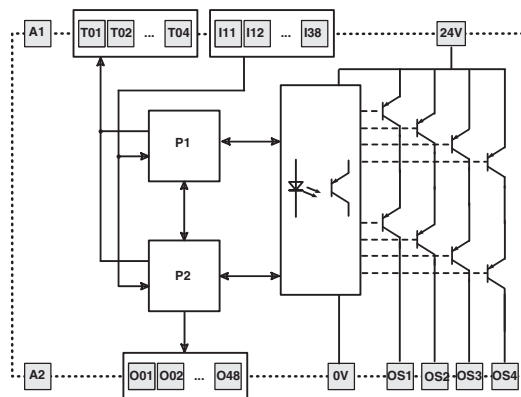 A1 T01 T02 ... T04 I11 I12 ... I38 24V
P1
P2
A2 O01 O02 ... O48 0V OS1 OS2 OS3 OS4